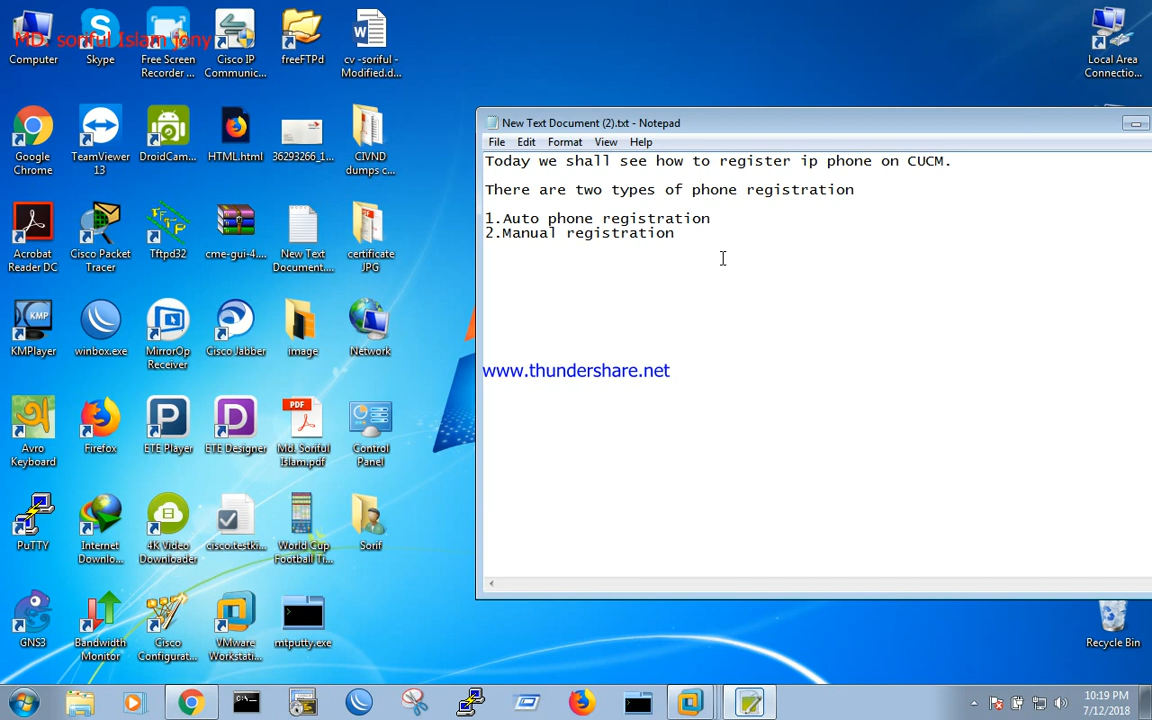 MD. soriful Islam jony
Computer
Skype
Free Screen
Recorder ...
Cisco IP
Communic...
freeFTPd
cv -soriful -
Modified.d...
Local Area
Connectio...
Google
Chrome
TeamViewer
13
DroidCam...
HTML.html
36293266_1...
CIVND
dumps c...
Acrobat
Reader DC
Cisco Packet
Tracer
Tftpd32
cme-gui-4....
New Text
Document....
certificate
JPG
KMPlayer
winbox.exe
MirrorOp
Receiver
Cisco Jabber
image
Network
Avro
Keyboard
Firefox
ETE Player
ETE Designer
Md. Soriful
Islam.pdf
Control
Panel
PuTTY
Internet
Downlo...
4K Video
Downloader
cisco.testki...
World Cup
Football Ti...
Sorif
GNS3
Bandwidth
Monitor
Cisco
Configurat...
VMware
Workstati...
mtputty.exe
New Text Document (2).txt - Notepad
File Edit Format View Help
Today we shall see how to register ip phone on CUCM.
There are two types of phone registration
1.Auto phone registration
2.Manual registration
www.thundershare.net
Recycle Bin
10:19 PM
7/12/2018